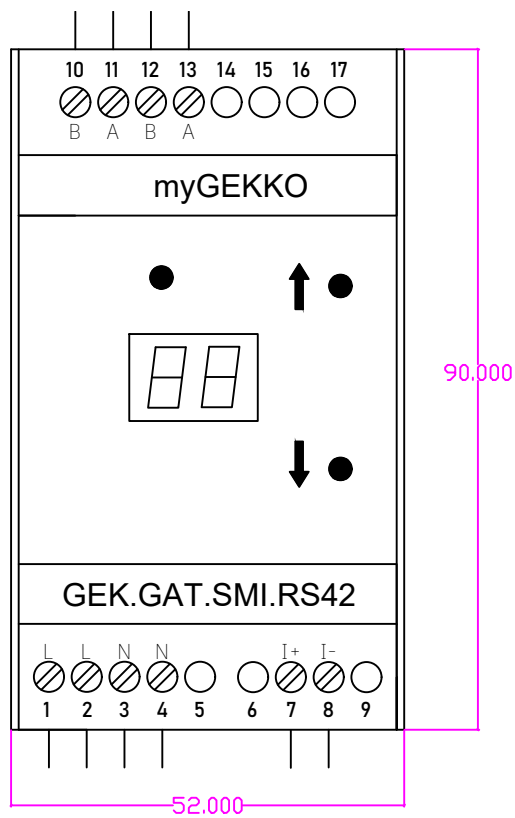 10 11 12 13 14 15 16 17
B A B A
myGEKKO
90.000
88
GEK.GAT.SMI.RS42
L L N N I+ I-
1 2 3 4 5 6 7 8 9
52.000